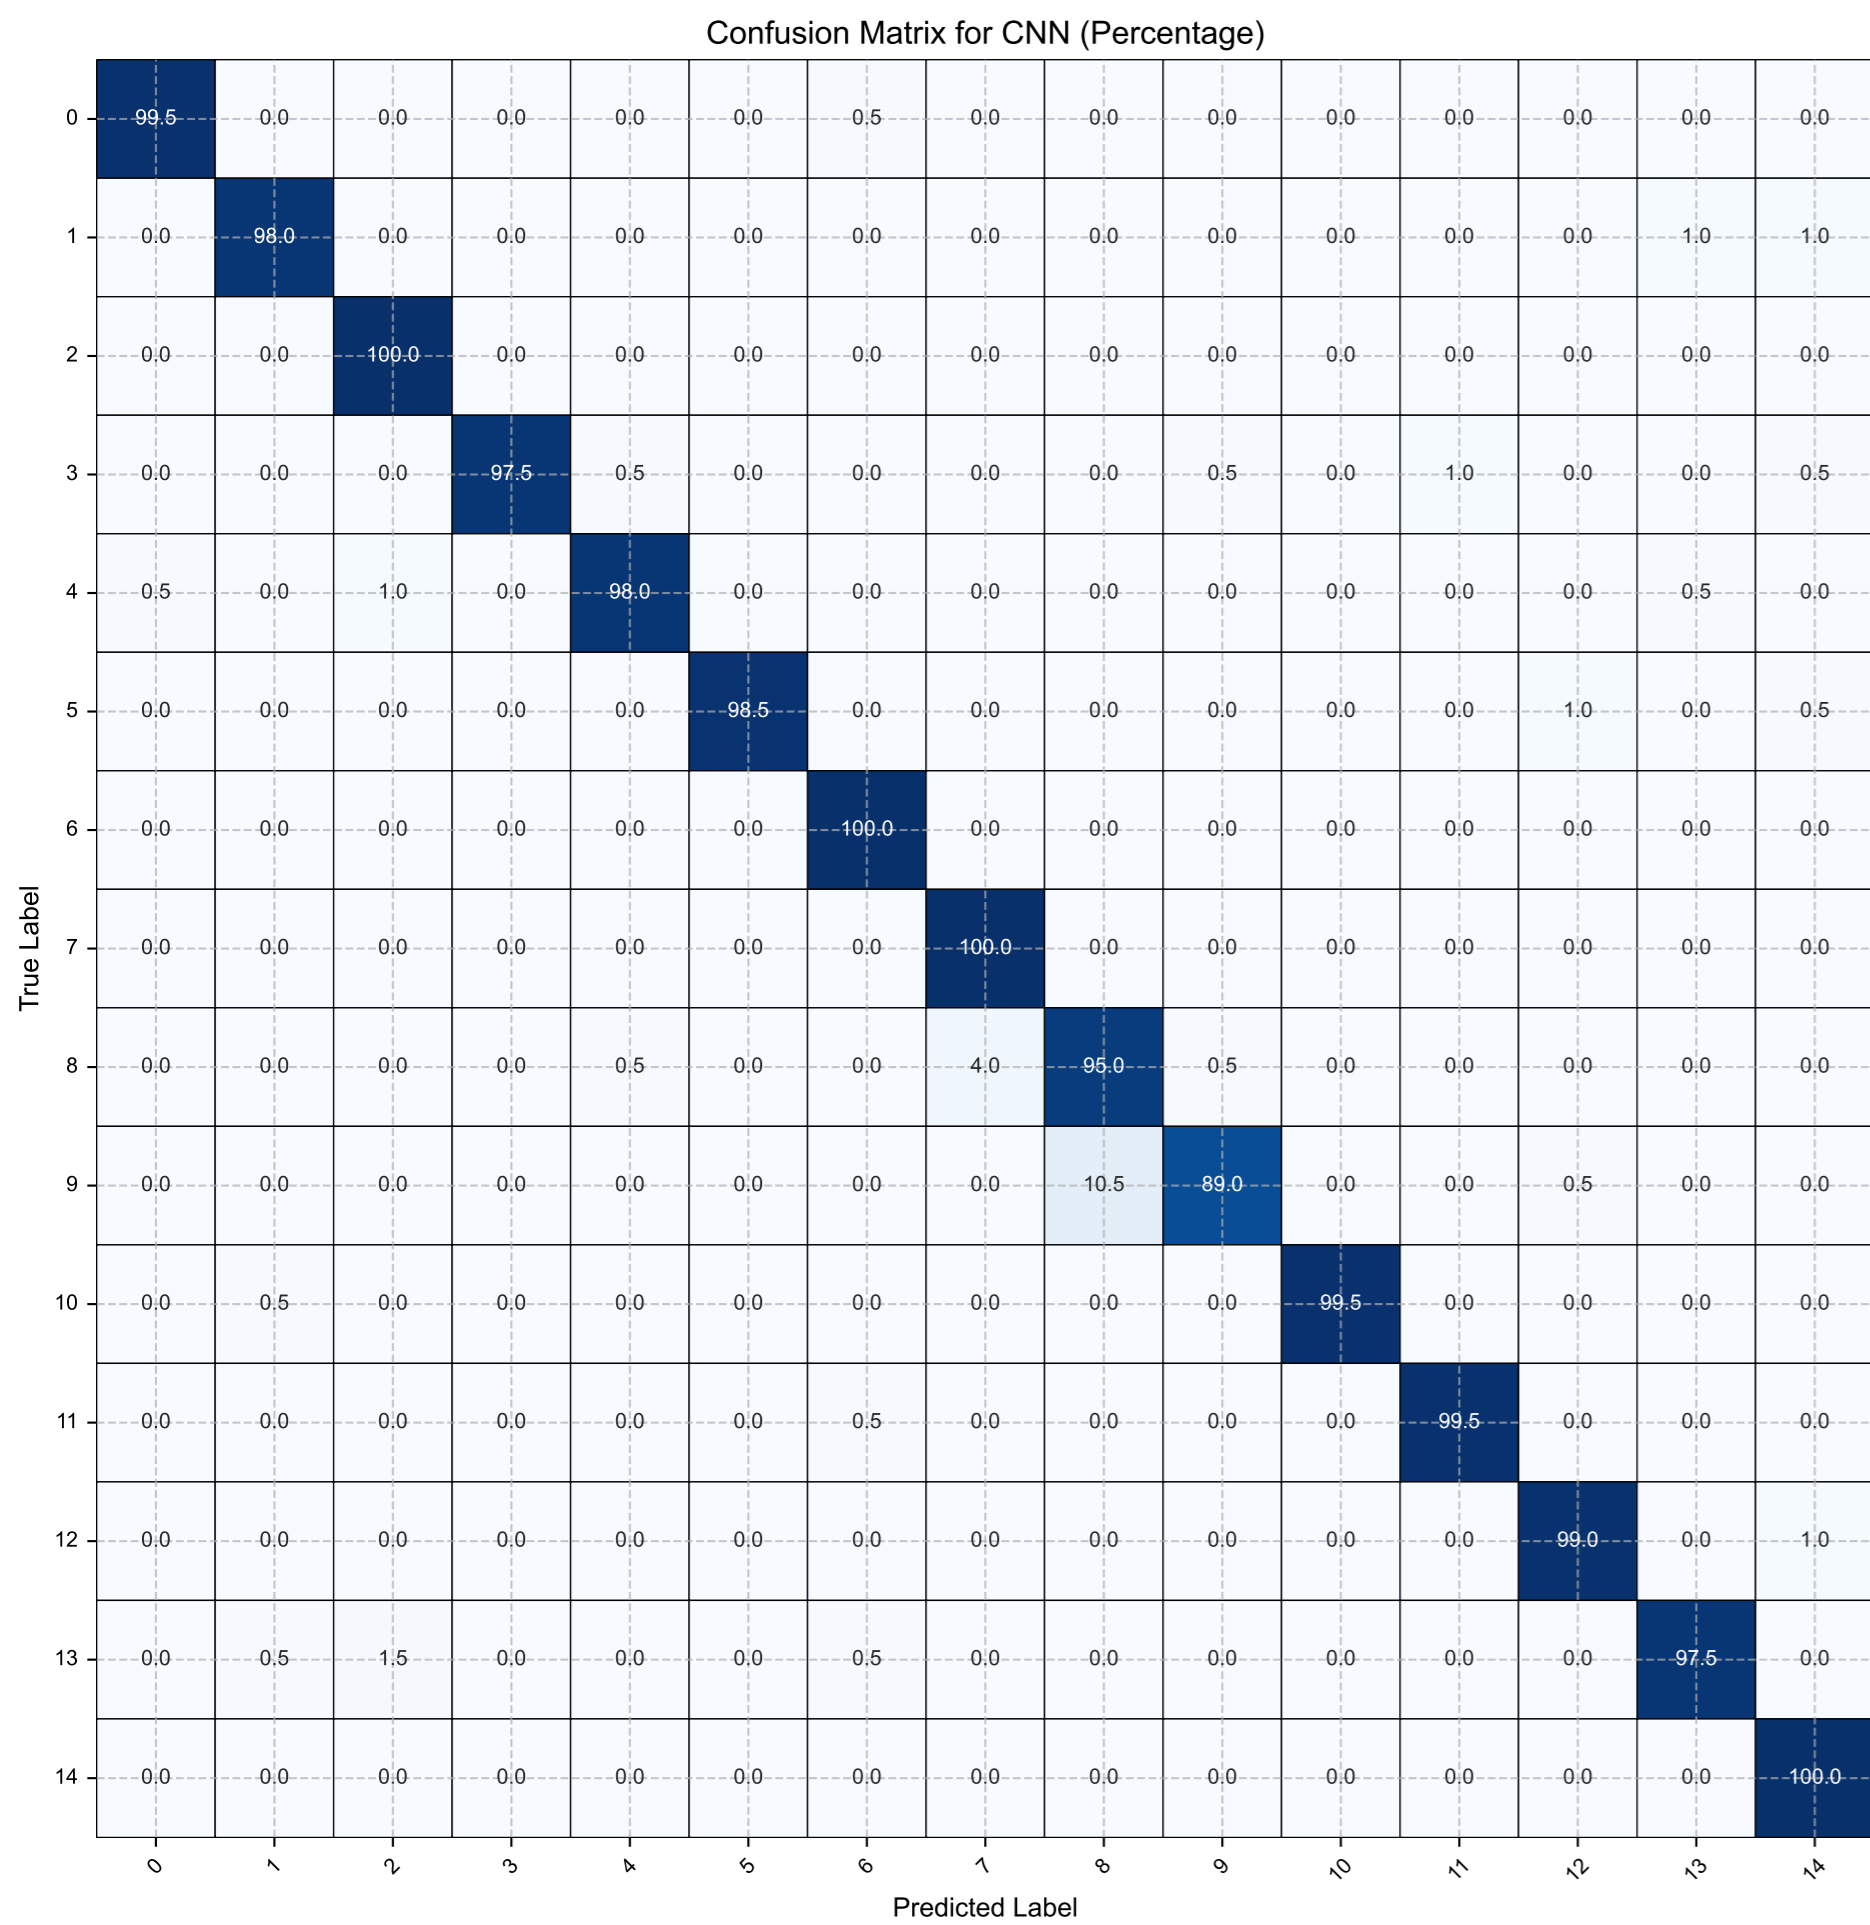 Confusion Matrix for CNN (Percentage)
0 99.5 0.0 0.0 0.0 0.0 0.0 0.5 0.0 0.0 0.0 0.0 0.0 0.0 0.0 0.0
1 0.0 98.0 0.0 0.0 0.0 0.0 0.0 0.0 0.0 0.0 0.0 0.0 0.0 1.0 1.0
2 0.0 0.0 100.0 0.0 0.0 0.0 0.0 0.0 0.0 0.0 0.0 0.0 0.0 0.0 0.0
3 0.0 0.0 0.0 97.5 0.5 0.0 0.0 0.0 0.0 0.5 0.0 1.0 0.0 0.0 0.5
4 0.5 0.0 1.0 0.0 98.0 0.0 0.0 0.0 0.0 0.0 0.0 0.0 0.0 0.5 0.0
5 0.0 0.0 0.0 0.0 0.0 98.5 0.0 0.0 0.0 0.0 0.0 0.0 1.0 0.0 0.5
6 0.0 0.0 0.0 0.0 0.0 0.0 100.0 0.0 0.0 0.0 0.0 0.0 0.0 0.0 0.0
7 0.0 0.0 0.0 0.0 0.0 0.0 0.0 100.0 0.0 0.0 0.0 0.0 0.0 0.0 0.0
8 0.0 0.0 0.0 0.0 0.5 0.0 0.0 4.0 95.0 0.5 0.0 0.0 0.0 0.0 0.0
9 0.0 0.0 0.0 0.0 0.0 0.0 0.0 0.0 10.5 89.0 0.0 0.0 0.5 0.0 0.0
10 0.0 0.5 0.0 0.0 0.0 0.0 0.0 0.0 0.0 0.0 99.5 0.0 0.0 0.0 0.0
11 0.0 0.0 0.0 0.0 0.0 0.0 0.5 0.0 0.0 0.0 0.0 99.5 0.0 0.0 0.0
12 0.0 0.0 0.0 0.0 0.0 0.0 0.0 0.0 0.0 0.0 0.0 0.0 99.0 0.0 1.0
13 0.0 0.5 1.5 0.0 0.0 0.0 0.5 0.0 0.0 0.0 0.0 0.0 0.0 97.5 0.0
14 0.0 0.0 0.0 0.0 0.0 0.0 0.0 0.0 0.0 0.0 0.0 0.0 0.0 0.0 100.0
0 1 2 3 4 5 6 7 8 9 10 11 12 13 14
Predicted Label
True Label